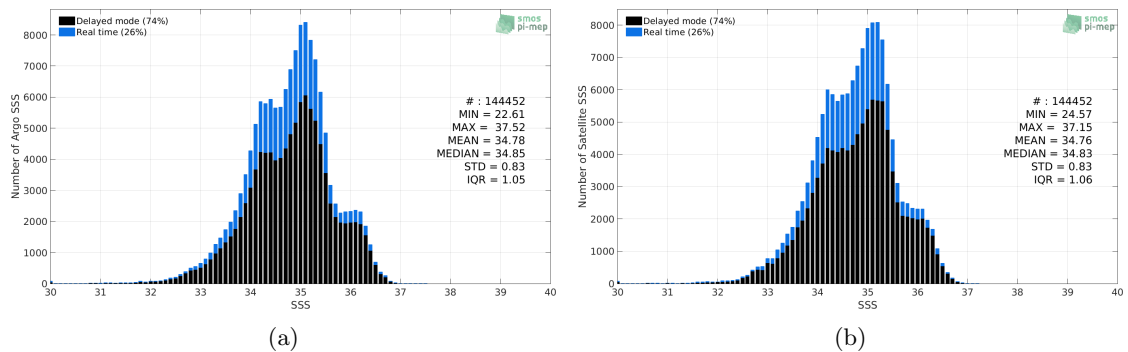 Delayed mode (74%)
Real time (26%)
smos
pi-mep
# : 144452
MIN = 22.61
MAX = 37.52
MEAN = 34.78
MEDIAN = 34.85
STD = 0.83
IQR = 1.05
Number of Argo SSS
8000
7000
6000
5000
4000
3000
2000
1000
0
30 31 32 33 34 35 36 37 38 39 40
SSS
(a)
Delayed mode (74%)
Real time (26%)
smos
pi-mep
# : 144452
MIN = 24.57
MAX = 37.15
MEAN = 34.76
MEDIAN = 34.83
STD = 0.83
IQR = 1.06
Number of Satellite SSS
8000
7000
6000
5000
4000
3000
2000
1000
0
30 31 32 33 34 35 36 37 38 39 40
SSS
(b)